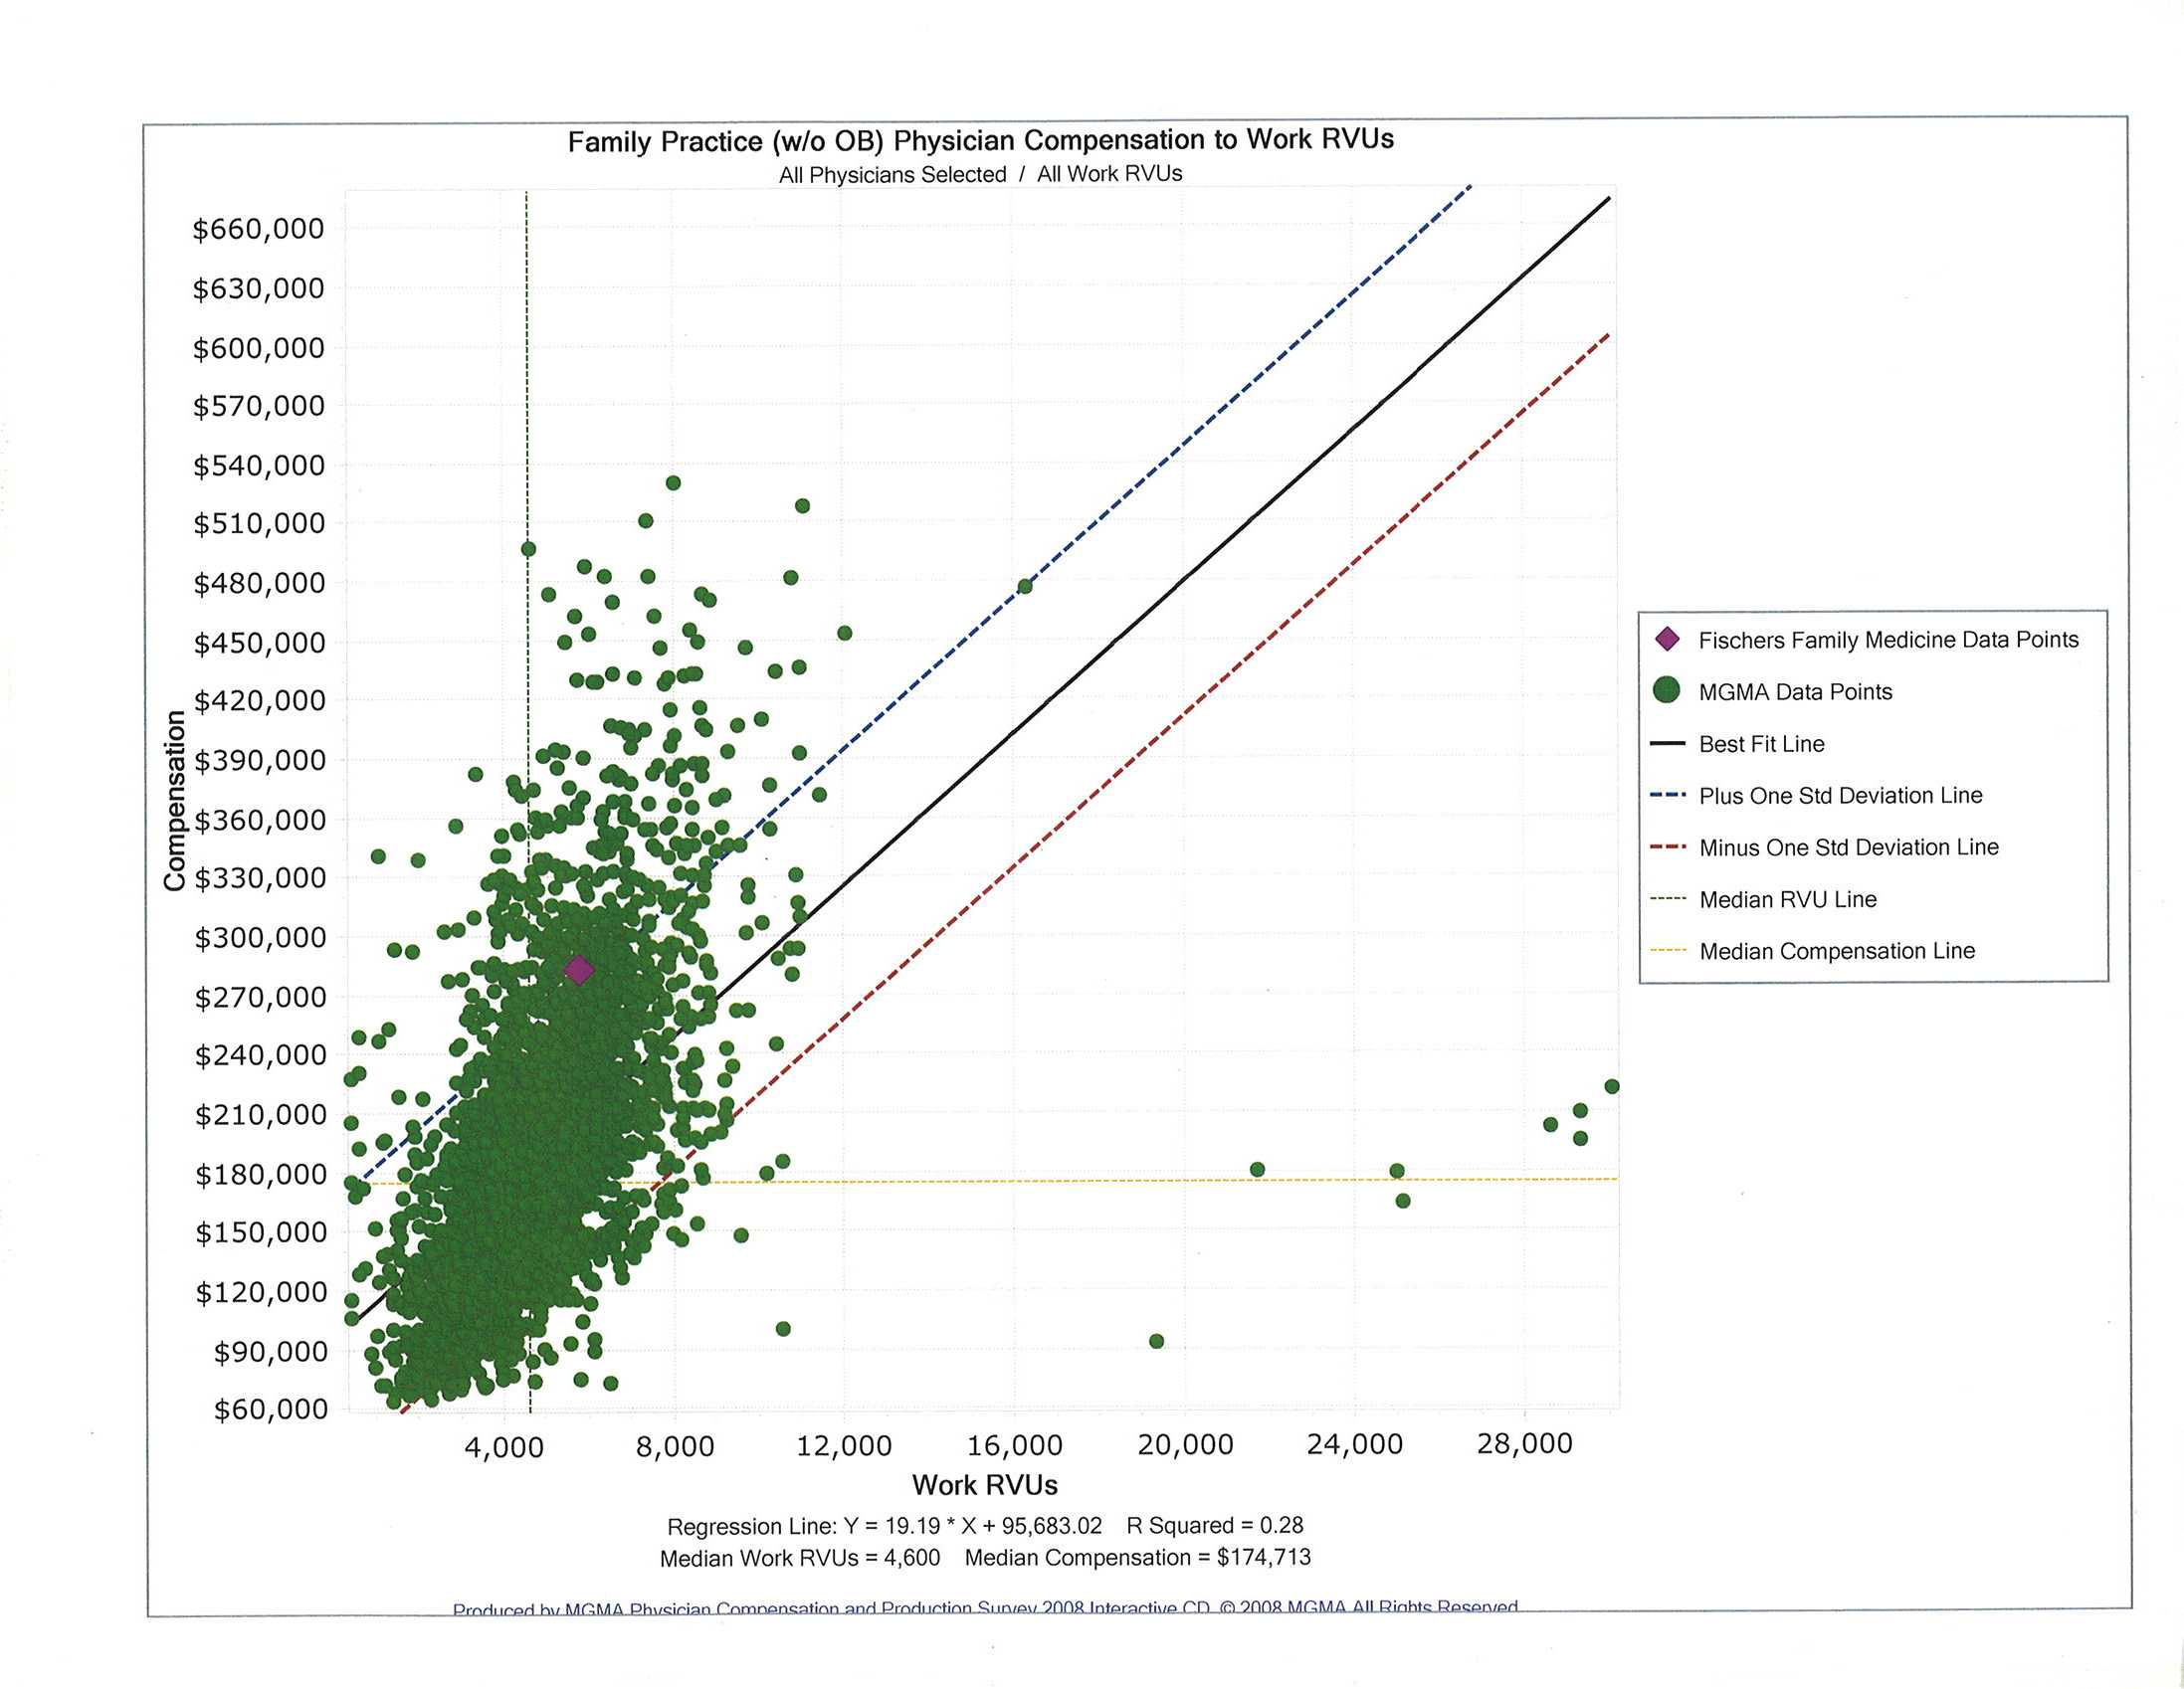 Family Practice (w/o OB) Physician Compensation to Work RVUs
All Physicians Selected / All Work RVUs
$660,000
$630,000
$600,000
$570,000
$540,000
$510,000
$480,000
$450,000
$420,000
$390,000
$360,000
$330,000
$300,000
$270,000
$240,000
$210,000
$180,000
$150,000
$120,000
$90,000
$60,000
Compensation
4,000 8,000 12,000 16,000 20,000 24,000 28,000
Work RVUs
Fischers Family Medicine Data Points
MGMA Data Points
Best Fit Line
Plus One Std Deviation Line
Minus One Std Deviation Line
Median RVU Line
Median Compensation Line
Regression Line: Y = 19.19 * X + 95,683.02 R Squared = 0.28
Median Work RVUs = 4,600 Median Compensation = $174,713
Produced by MGMA Physician Compensation and Production Survey 2008 Interactive CD. © 2008 MGMA All Rights Reserved